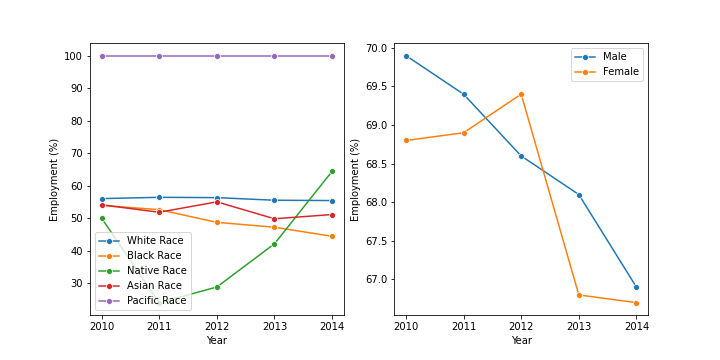 Employment (%)
100
90
80
70
60
50
40
30
White Race
Black Race
Native Race
Asian Race
Pacific Race
2010 2011 2012 2013 2014
Year
Employment (%)
70.0
69.5
69.0
68.5
68.0
67.5
67.0
Male
Female
2010 2011 2012 2013 2014
Year